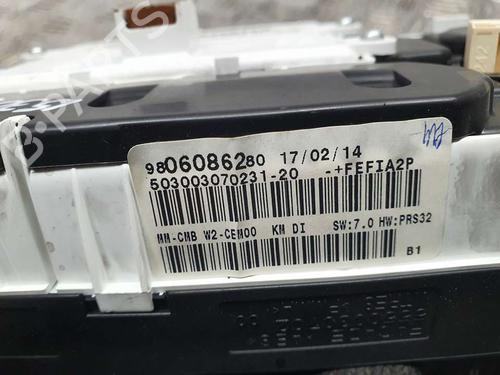 9806086280 17/02/14
503003070231-20 -+FEFIA2P
MM-CMB W2-CEM00 KM DI SW:7.0 HW:PRS32
B1